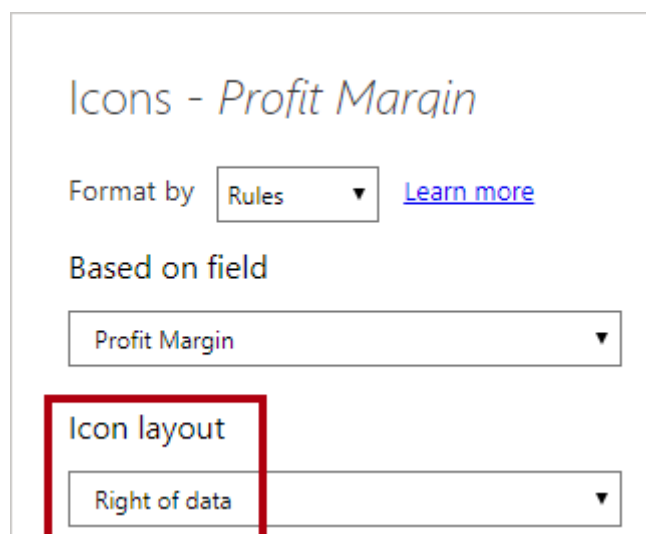 Icons - Profit Margin
Format by Rules Learn more
Based on field
Profit Margin
Icon layout
Right of data